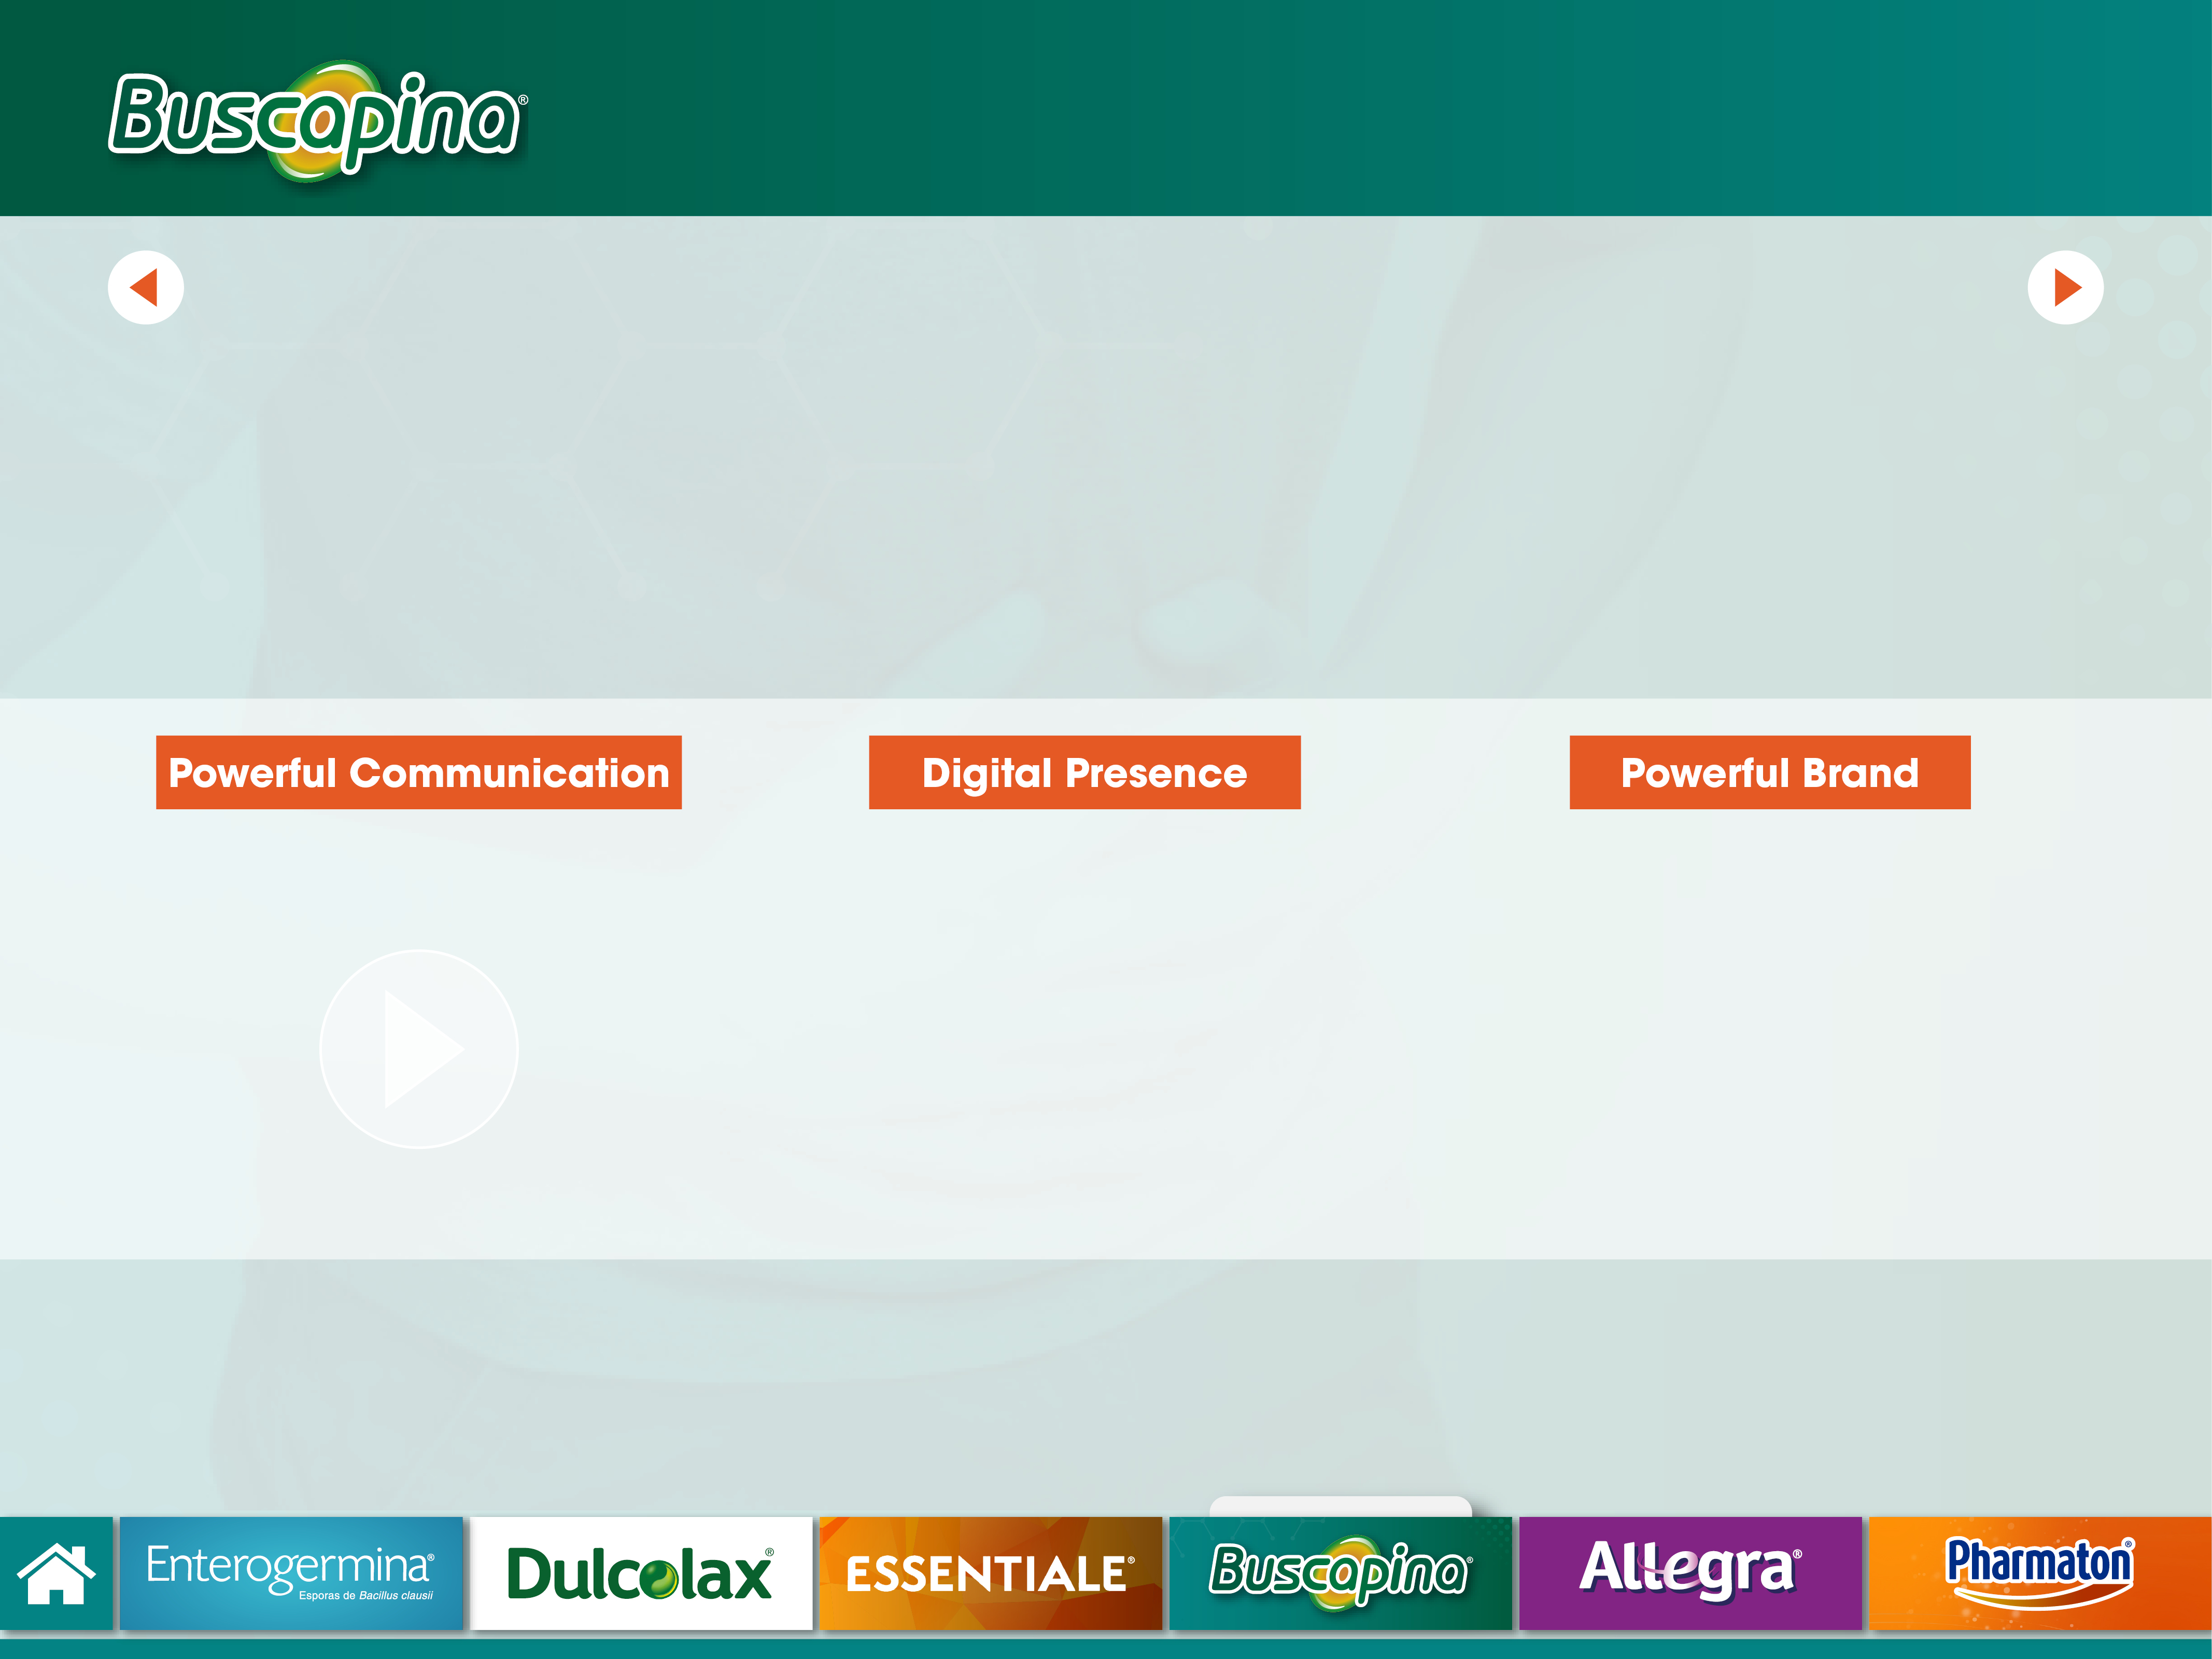 Buscapina®
Powerful Communication
Digital Presence
Powerful Brand
Enterogermina®
Esporas de Bacillus clausii
Dulcolax®
ESSENTIALE®
Buscapina®
Allegra®
Pharmaton®